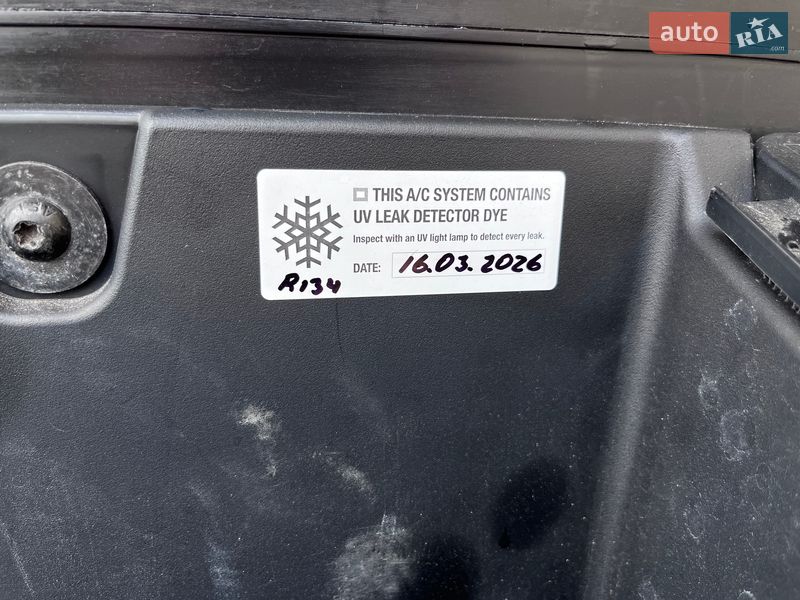 auto RIA
.com
☐ THIS A/C SYSTEM CONTAINS
UV LEAK DETECTOR DYE
Inspect with an UV light lamp to detect every leak.
DATE: 16.03.2026
R134